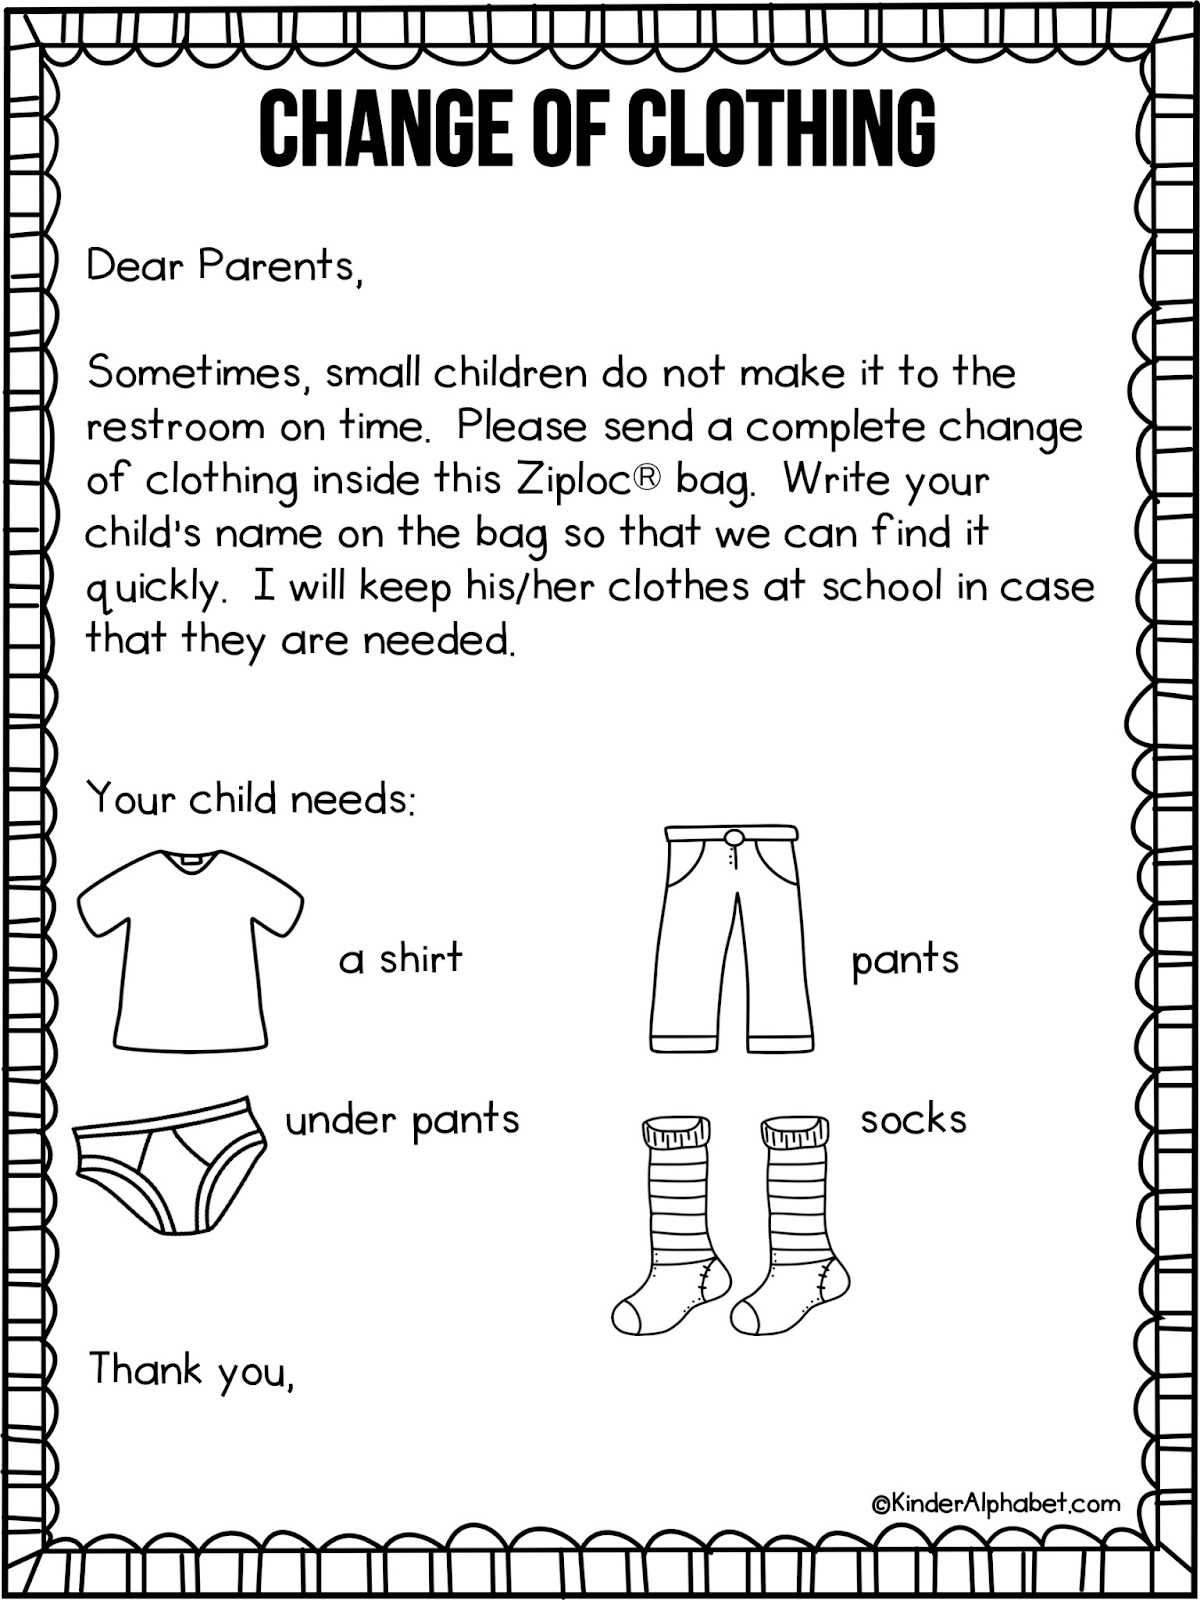 CHANGE OF CLOTHING
Dear Parents,
Sometimes, small children do not make it to the
restroom on time.  Please send a complete change
of clothing inside this Ziploc® bag.  Write your
child's name on the bag so that we can find it
quickly.  I will keep his/her clothes at school in case
that they are needed.
Your child needs:
a shirt
pants
under pants
socks
Thank you,
©KinderAlphabet.com